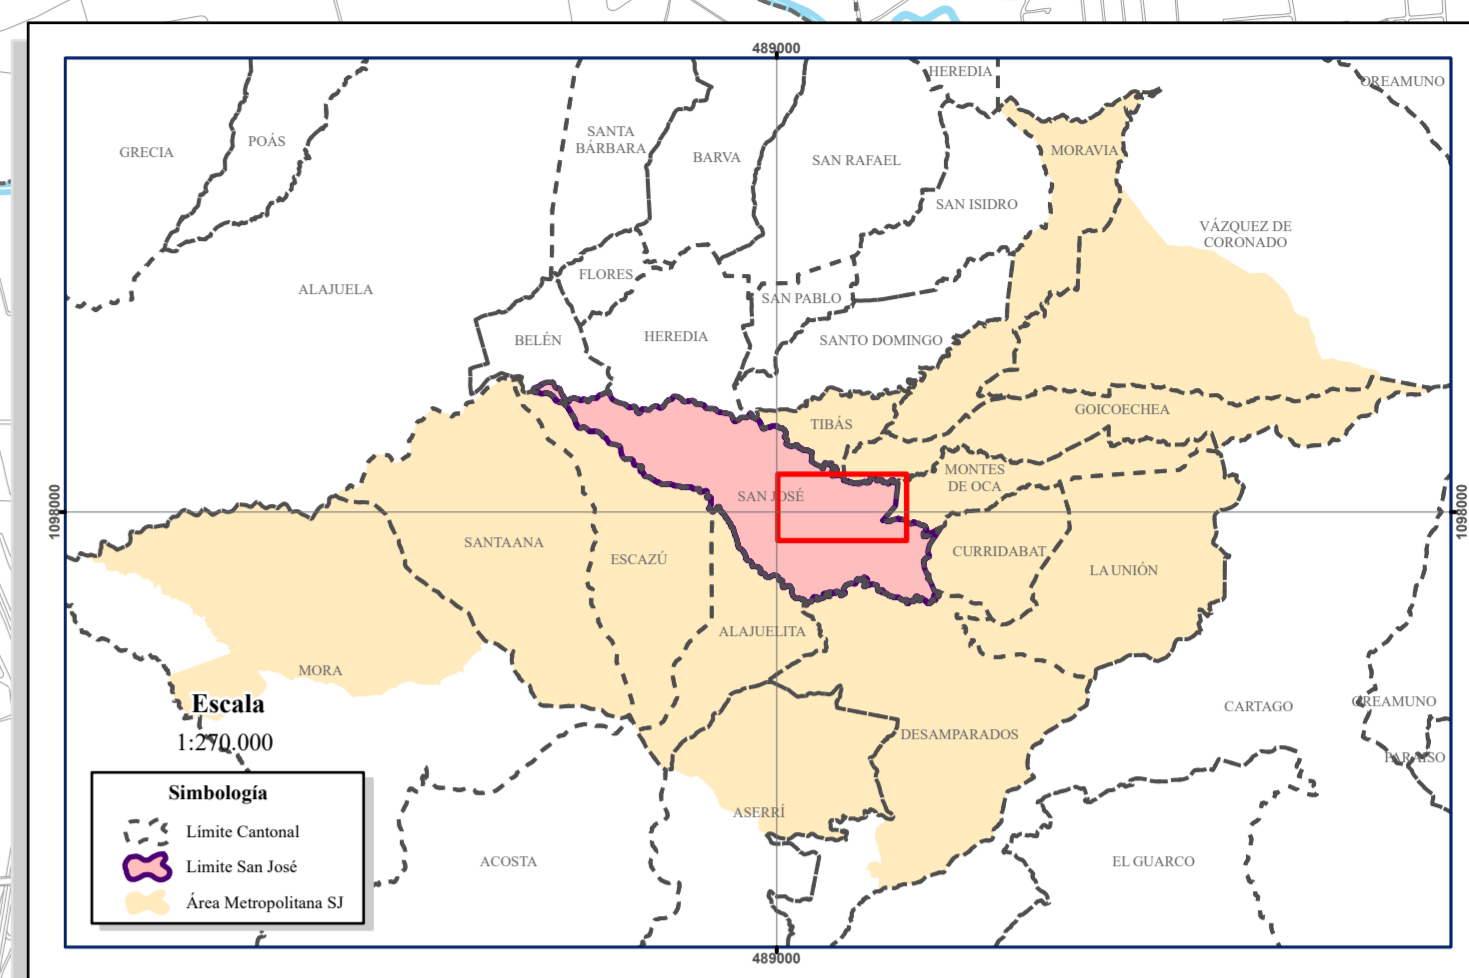 489000
HEREDIA
OREAMUNO
GRECIA
POÁS
SANTA
BÁRBARA
BARVA
SAN RAFAEL
MORAVIA
SAN ISIDRO
VÁZQUEZ DE
CORONADO
ALAJUELA
FLORES
SAN PABLO
BELÉN
HEREDIA
SANTO DOMINGO
TIBÁS
GOICOECHEA
MONTES
DE OCA
SAN JOSÉ
1098000
1098000
SANTA ANA
ESCAZÚ
CURRIDABAT
LA UNIÓN
ALAJUELITA
MORA
Escala
1:270.000
CARTAGO
OREAMUNO
DESAMPARADOS
PARAISO
Simbología
Límite Cantonal
Limite San José
Área Metropolitana SJ
ASERRÍ
ACOSTA
EL GUARCO
489000